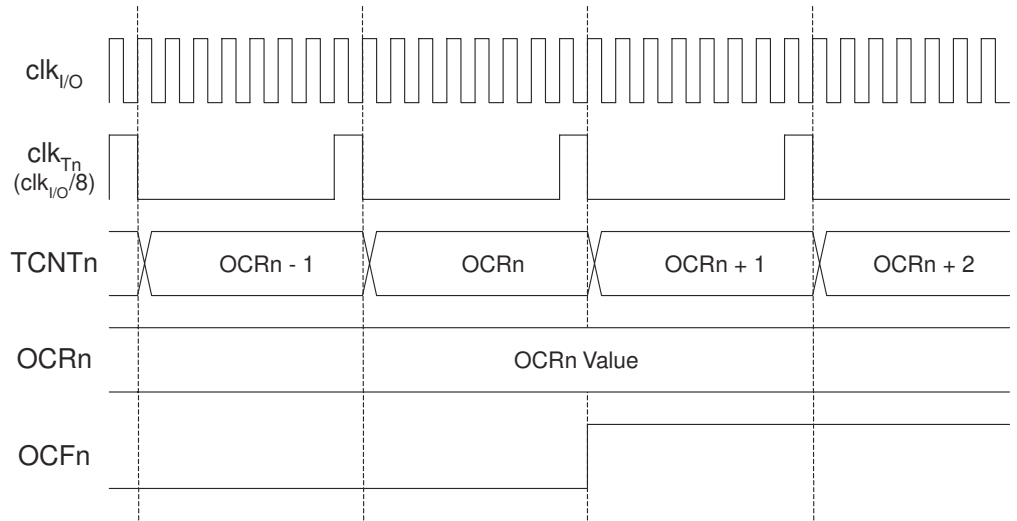 clkI/O
clkTn
(clkI/O/8)
TCNTn OCRn - 1 OCRn OCRn + 1 OCRn + 2
OCRn OCRn Value
OCFn